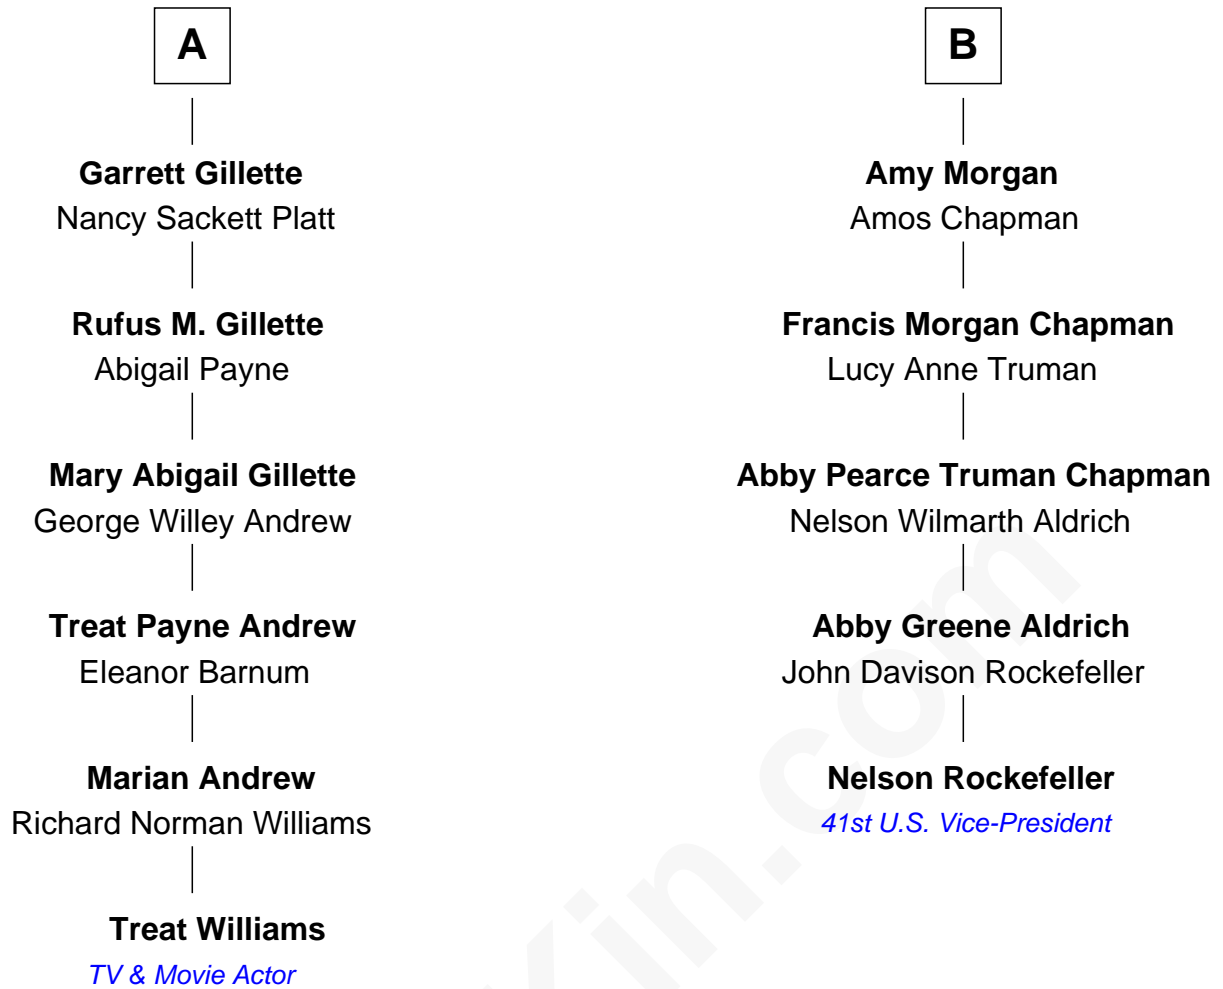 A
Garrett Gillette
Nancy Sackett Platt
Rufus M. Gillette
Abigail Payne
Mary Abigail Gillette
George Willey Andrew
Treat Payne Andrew
Eleanor Barnum
Marian Andrew
Richard Norman Williams
Treat Williams
TV & Movie Actor
B
Amy Morgan
Amos Chapman
Francis Morgan Chapman
Lucy Anne Truman
Abby Pearce Truman Chapman
Nelson Wilmarth Aldrich
Abby Greene Aldrich
John Davison Rockefeller
Nelson Rockefeller
41st U.S. Vice-President
Kin.com